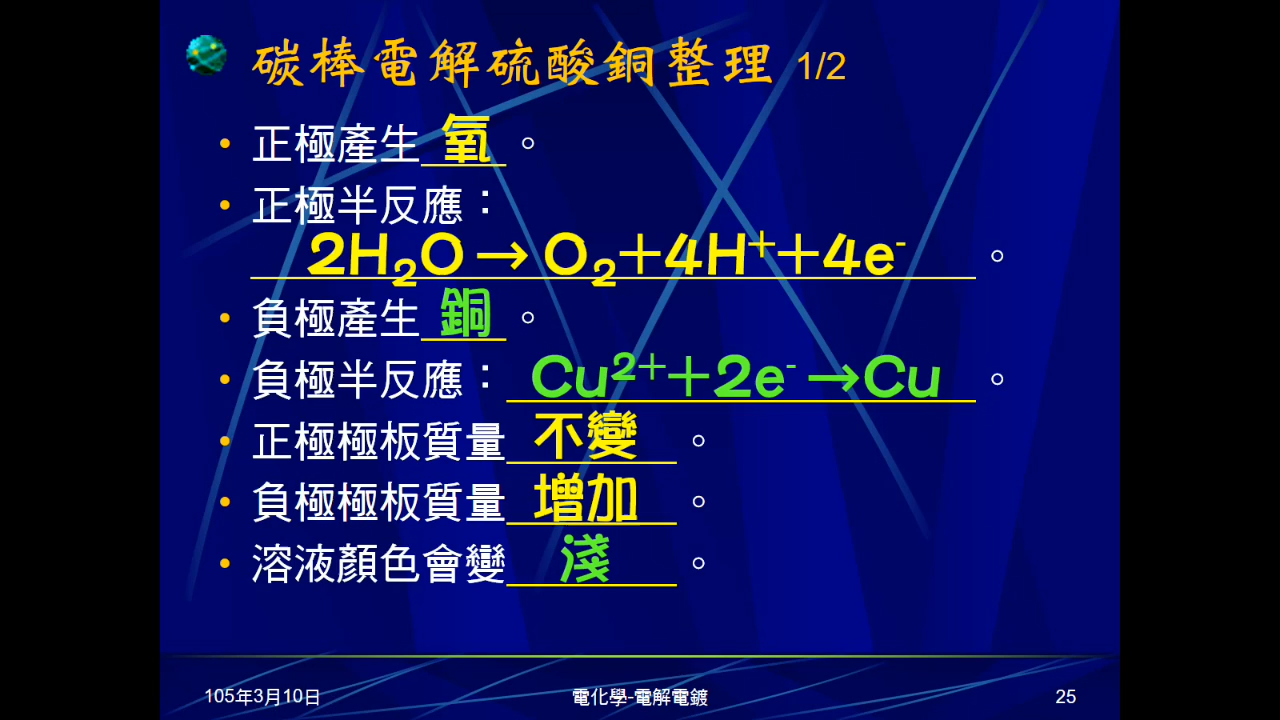 碳棒電解硫酸銅整理 1/2
• 正極產生氧。
• 正極半反應：
2H₂O→O₂+4H⁺+4e⁻。
• 負極產生銅。
• 負極半反應：Cu²⁺+2e⁻→Cu。
• 正極極板質量不變。
• 負極極板質量增加。
• 溶液顏色會變淺。
105年3月10日 電化學-電解電鍍 25